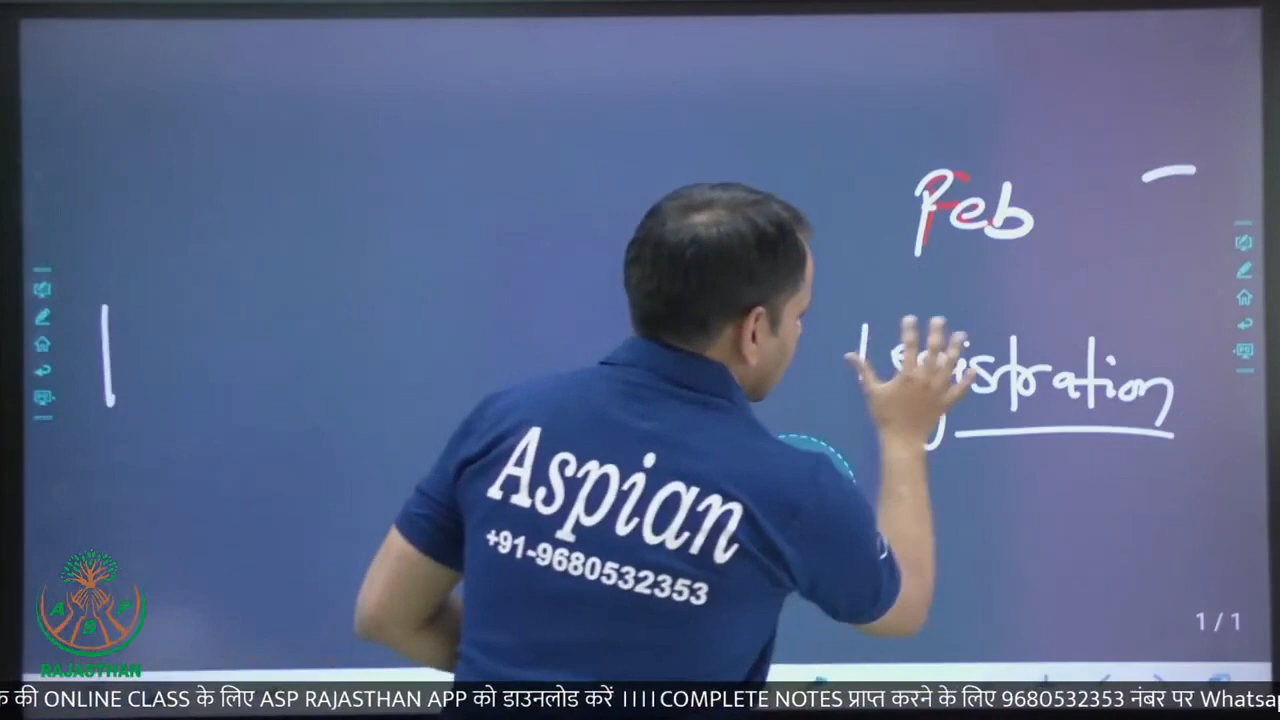 Feb
registration
Aspian
+91-9680532353
A S P
RAJASTHAN
1 / 1
क की ONLINE CLASS के लिए ASP RAJASTHAN APP को डाउनलोड करें ।।।। COMPLETE NOTES प्राप्त करने के लिए 9680532353 नंबर पर Whatsap